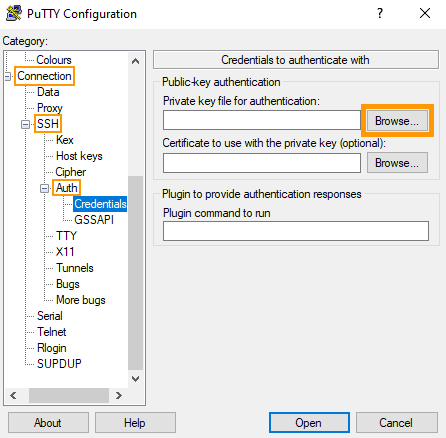 PuTTY Configuration
?
Category:
Colours
Connection
Data
Proxy
SSH
Kex
Host keys
Cipher
Auth
Credentials
GSSAPI
TTY
X11
Tunnels
Bugs
More bugs
Serial
Telnet
Rlogin
SUPDUP
Credentials to authenticate with
Public-key authentication
Private key file for authentication:
Browse...
Certificate to use with the private key (optional):
Browse...
Plugin to provide authentication responses
Plugin command to run
About
Help
Open
Cancel